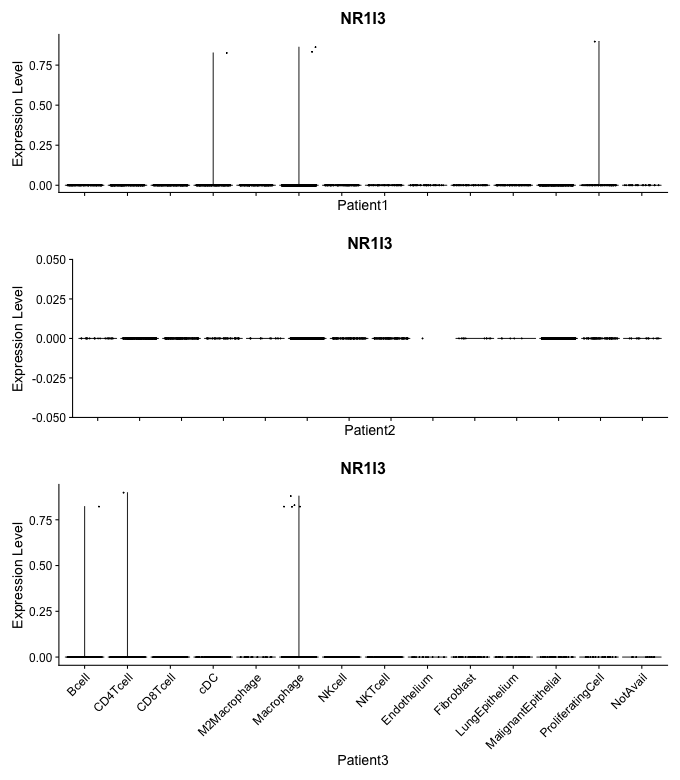 NR1I3
Expression Level
0.75
0.50
0.25
0.00
Patient1
NR1I3
Expression Level
0.050
0.025
0.000
-0.025
-0.050
Patient2
NR1I3
Expression Level
0.75
0.50
0.25
0.00
Bcell
CD4Tcell
CD8Tcell
cDC
M2Macrophage
Macrophage
NKcell
NKTcell
Endothelium
Fibroblast
LungEpithelium
MalignantEpithelial
ProliferatingCell
NotAvail
Patient3